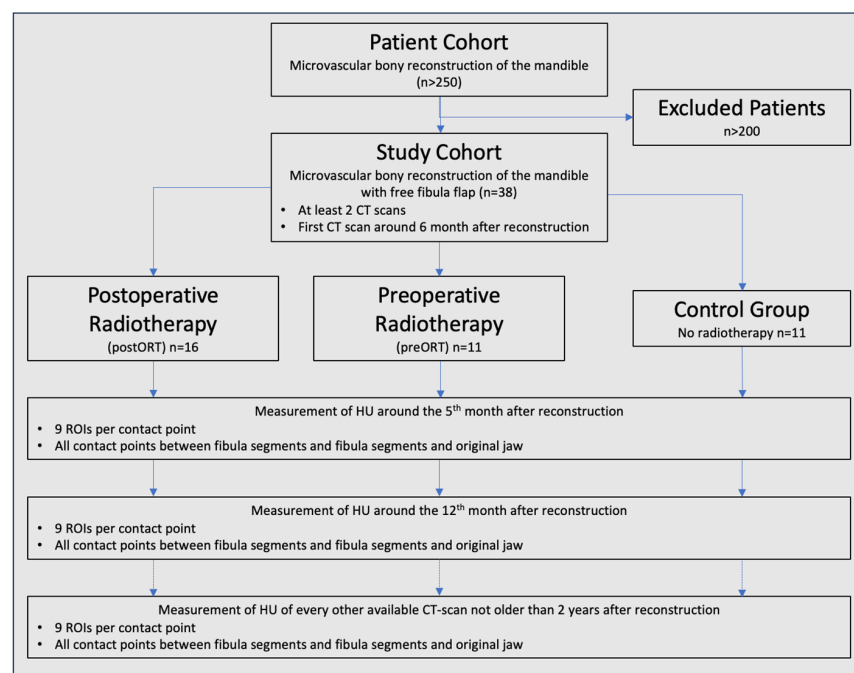 Patient Cohort
Microvascular bony reconstruction of the mandible
(n>250)
Excluded Patients
n>200
Study Cohort
Microvascular bony reconstruction of the mandible
with free fibula flap (n=38)
• At least 2 CT scans
• First CT scan around 6 month after reconstruction
Postoperative
Radiotherapy
(postORT) n=16
Preoperative
Radiotherapy
(preORT) n=11
Control Group
No radiotherapy n=11
Measurement of HU around the 5th month after reconstruction
• 9 ROIs per contact point
• All contact points between fibula segments and fibula segments and original jaw
Measurement of HU around the 12th month after reconstruction
• 9 ROIs per contact point
• All contact points between fibula segments and fibula segments and original jaw
Measurement of HU of every other available CT-scan not older than 2 years after reconstruction
• 9 ROIs per contact point
• All contact points between fibula segments and fibula segments and original jaw